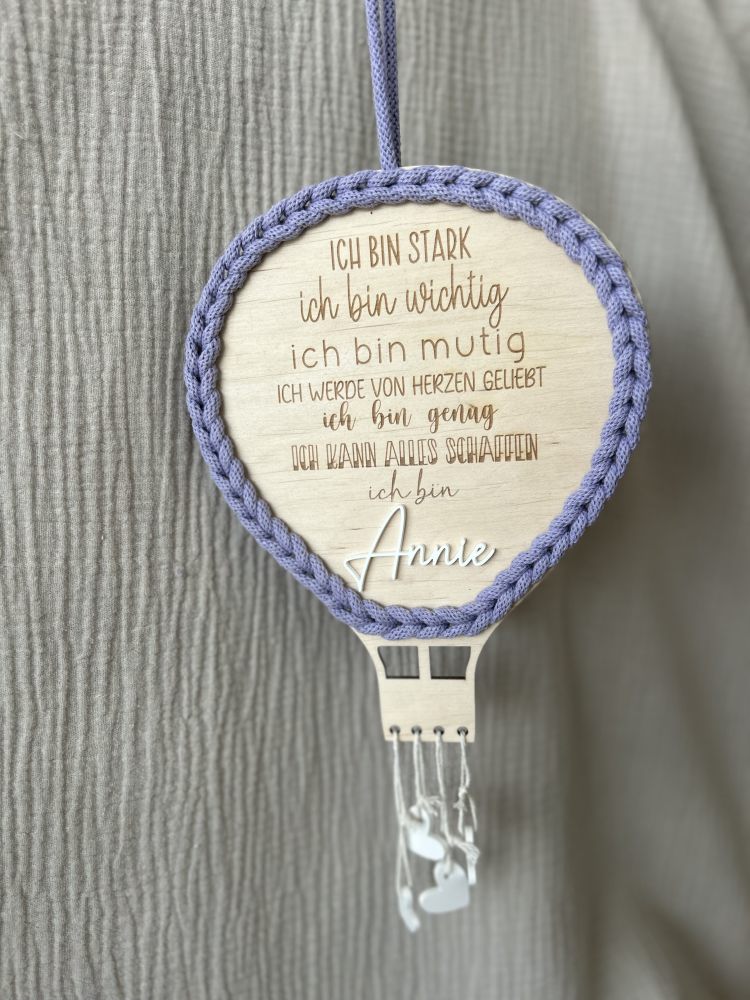 ICH BIN STARK
ich bin wichtig
ich bin mutig
ICH WERDE VON HERZEN GELIEBT
ich bin genug
ICH KANN ALLES SCHAFFEN
ich bin
Annie